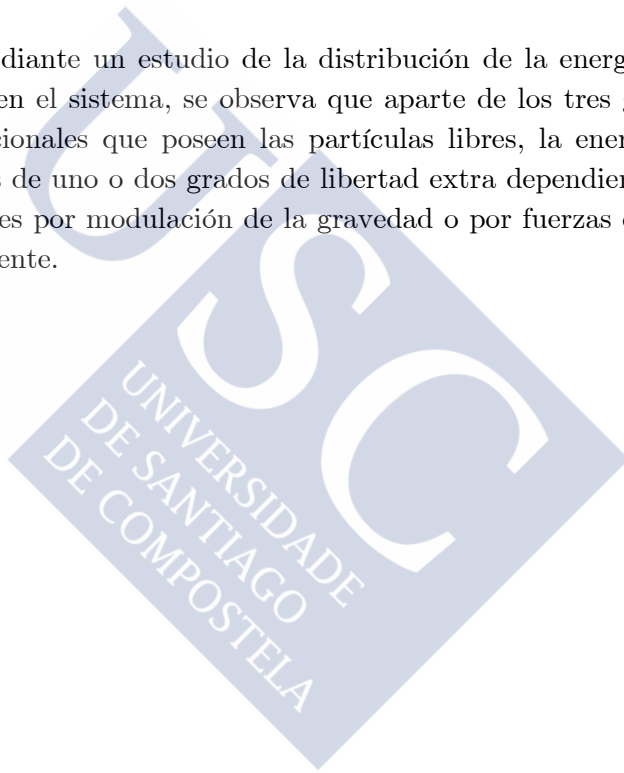 diante un estudio de la distribución de la energ
en el sistema, se observa que aparte de los tres
cionales que poseen las partículas libres, la ener
s de uno o dos grados de libertad extra dependien
es por modulación de la gravedad o por fuerzas
ente.
USC
UNIVERSIDADE
DE SANTIAGO
DE COMPOSTELA